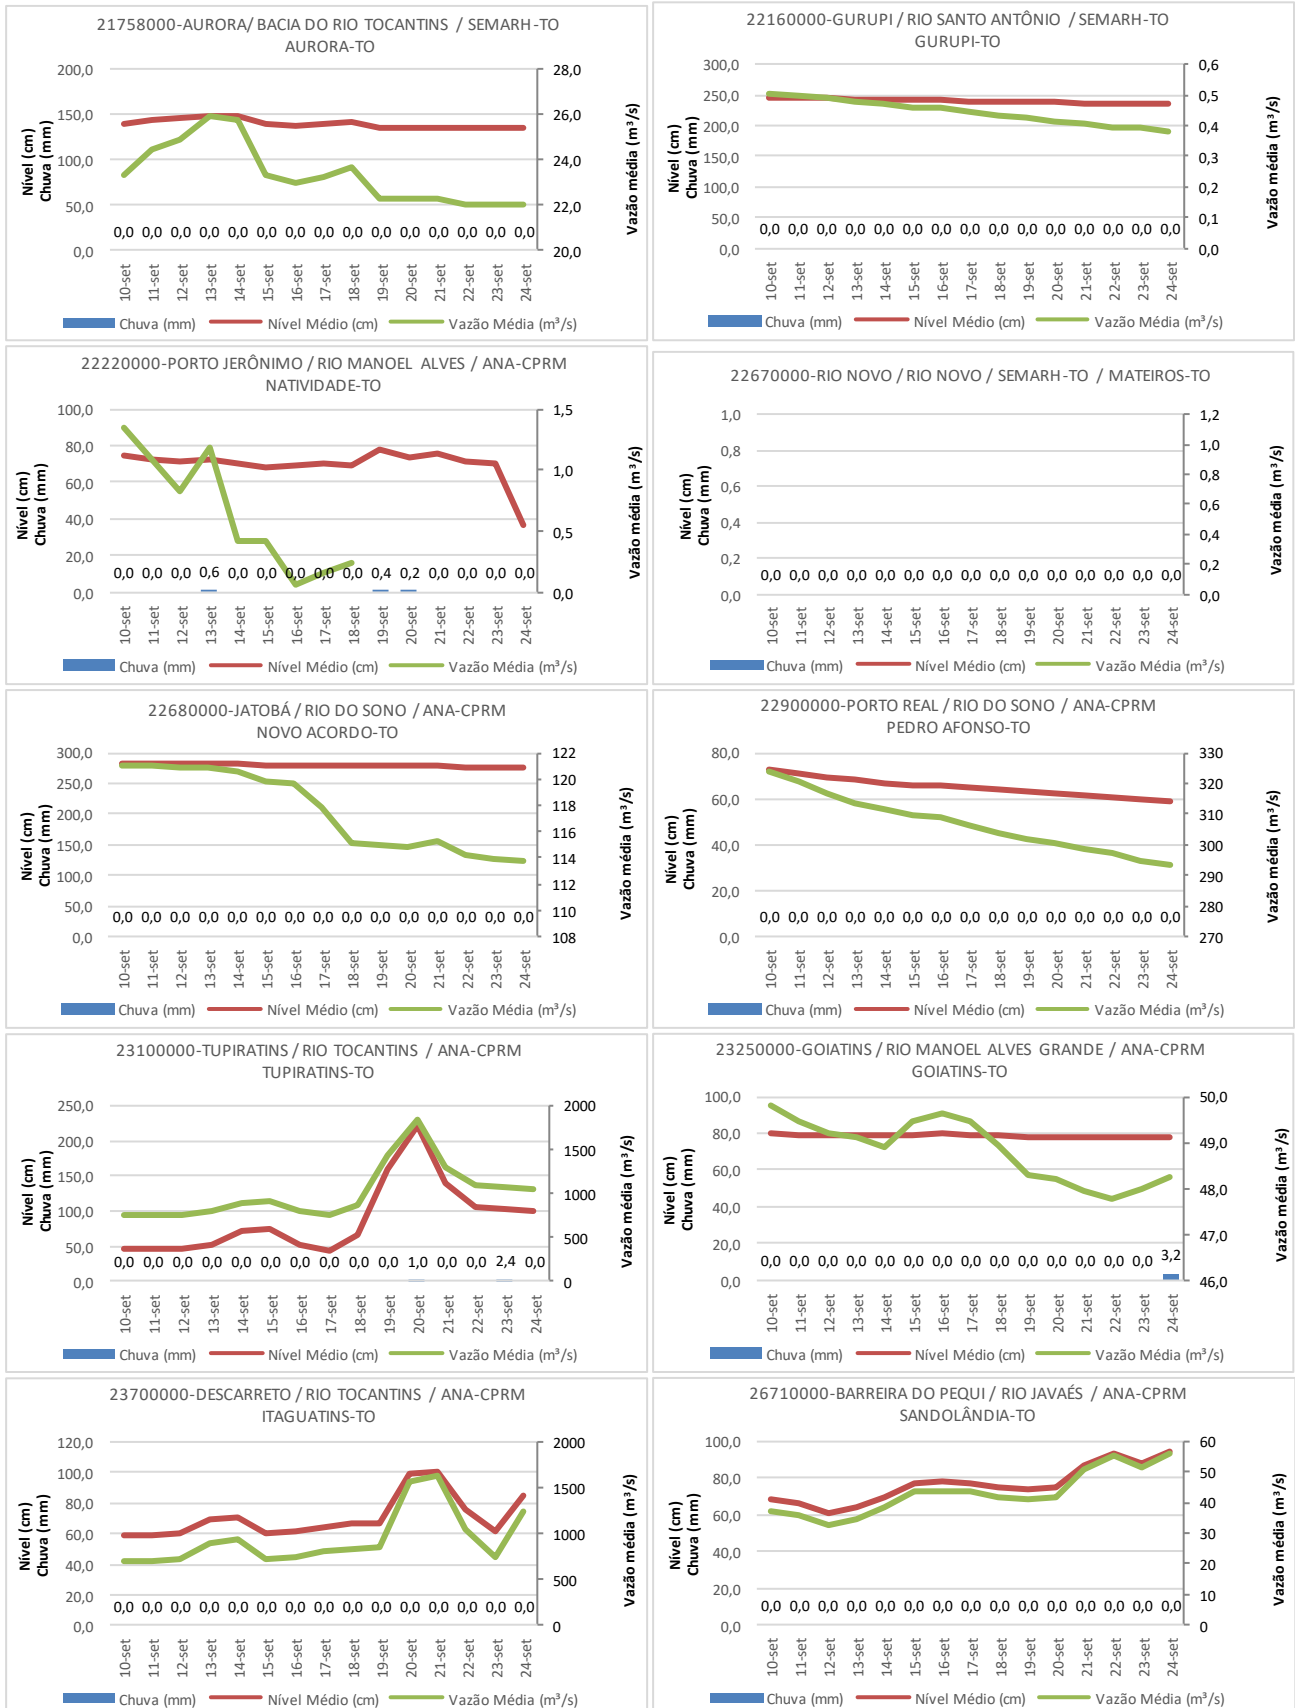 21758000-AURORA/ BACIA DO RIO TOCANTINS / SEMARH-TO
AURORA-TO
Nível (cm)
Chuva (mm)
200,0
150,0
100,0
50,0
0,0
28,0
26,0
24,0
22,0
20,0
Vazão média (m³/s)
0,0 0,0 0,0 0,0 0,0 0,0 0,0 0,0 0,0 0,0 0,0 0,0 0,0 0,0 0,0
10-set 11-set 12-set 13-set 14-set 15-set 16-set 17-set 18-set 19-set 20-set 21-set 22-set 23-set 24-set
Chuva (mm) Nível Médio (cm) Vazão Média (m³/s)
22160000-GURUPI / RIO SANTO ANTÔNIO / SEMARH-TO
GURUPI-TO
Nível (cm)
Chuva (mm)
300,0
250,0
200,0
150,0
100,0
50,0
0,0
0,6
0,5
0,4
0,3
0,2
0,1
0,0
Vazão média (m³/s)
0,0 0,0 0,0 0,0 0,0 0,0 0,0 0,0 0,0 0,0 0,0 0,0 0,0 0,0 0,0
10-set 11-set 12-set 13-set 14-set 15-set 16-set 17-set 18-set 19-set 20-set 21-set 22-set 23-set 24-set
Chuva (mm) Nível Médio (cm) Vazão Média (m³/s)
22220000-PORTO JERÔNIMO / RIO MANOEL ALVES / ANA-CPRM
NATIVIDADE-TO
Nível (cm)
Chuva (mm)
100,0
80,0
60,0
40,0
20,0
0,0
1,5
1,0
0,5
0,0
Vazão média (m³/s)
0,0 0,0 0,0 0,6 0,0 0,0 0,0 0,0 0,0 0,4 0,2 0,0 0,0 0,0 0,0
10-set 11-set 12-set 13-set 14-set 15-set 16-set 17-set 18-set 19-set 20-set 21-set 22-set 23-set 24-set
Chuva (mm) Nível Médio (cm) Vazão Média (m³/s)
22670000-RIO NOVO / RIO NOVO / SEMARH-TO / MATEIROS-TO
Nível (cm)
Chuva (mm)
1,0
0,8
0,6
0,4
0,2
0,0
1,2
1,0
0,8
0,6
0,4
0,2
0,0
Vazão média (m³/s)
0,0 0,0 0,0 0,0 0,0 0,0 0,0 0,0 0,0 0,0 0,0 0,0 0,0 0,0 0,0
10-set 11-set 12-set 13-set 14-set 15-set 16-set 17-set 18-set 19-set 20-set 21-set 22-set 23-set 24-set
Chuva (mm) Nível Médio (cm) Vazão Média (m³/s)
22680000-JATOBÁ / RIO DO SONO / ANA-CPRM
NOVO ACORDO-TO
Nível (cm)
Chuva (mm)
300,0
250,0
200,0
150,0
100,0
50,0
0,0
122
120
118
116
114
112
110
108
Vazão média (m³/s)
0,0 0,0 0,0 0,0 0,0 0,0 0,0 0,0 0,0 0,0 0,0 0,0 0,0 0,0 0,0
10-set 11-set 12-set 13-set 14-set 15-set 16-set 17-set 18-set 19-set 20-set 21-set 22-set 23-set 24-set
Chuva (mm) Nível Médio (cm) Vazão Média (m³/s)
22900000-PORTO REAL / RIO DO SONO / ANA-CPRM
PEDRO AFONSO-TO
Nível (cm)
Chuva (mm)
80,0
60,0
40,0
20,0
0,0
330
320
310
300
290
280
270
Vazão média (m³/s)
0,0 0,0 0,0 0,0 0,0 0,0 0,0 0,0 0,0 0,0 0,0 0,0 0,0 0,0 0,0
10-set 11-set 12-set 13-set 14-set 15-set 16-set 17-set 18-set 19-set 20-set 21-set 22-set 23-set 24-set
Chuva (mm) Nível Médio (cm) Vazão Média (m³/s)
23100000-TUPIRATINS / RIO TOCANTINS / ANA-CPRM
TUPIRATINS-TO
Nível (cm)
Chuva (mm)
250,0
200,0
150,0
100,0
50,0
0,0
2000
1500
1000
500
0
Vazão média (m³/s)
0,0 0,0 0,0 0,0 0,0 0,0 0,0 0,0 0,0 0,0 1,0 0,0 0,0 2,4 0,0
10-set 11-set 12-set 13-set 14-set 15-set 16-set 17-set 18-set 19-set 20-set 21-set 22-set 23-set 24-set
Chuva (mm) Nível Médio (cm) Vazão Média (m³/s)
23250000-GOIATINS / RIO MANOEL ALVES GRANDE / ANA-CPRM
GOIATINS-TO
Nível (cm)
Chuva (mm)
100,0
80,0
60,0
40,0
20,0
0,0
50,0
49,0
48,0
47,0
46,0
Vazão média (m³/s)
0,0 0,0 0,0 0,0 0,0 0,0 0,0 0,0 0,0 0,0 0,0 0,0 0,0 0,0 3,2
10-set 11-set 12-set 13-set 14-set 15-set 16-set 17-set 18-set 19-set 20-set 21-set 22-set 23-set 24-set
Chuva (mm) Nível Médio (cm) Vazão Média (m³/s)
23700000-DESCARRETO / RIO TOCANTINS / ANA-CPRM
ITAGUATINS-TO
Nível (cm)
Chuva (mm)
120,0
100,0
80,0
60,0
40,0
20,0
0,0
2000
1500
1000
500
0
Vazão média (m³/s)
0,0 0,0 0,0 0,0 0,0 0,0 0,0 0,0 0,0 0,0 0,0 0,0 0,0 0,0 0,0
10-set 11-set 12-set 13-set 14-set 15-set 16-set 17-set 18-set 19-set 20-set 21-set 22-set 23-set 24-set
Chuva (mm) Nível Médio (cm) Vazão Média (m³/s)
26710000-BARREIRA DO PEQUI / RIO JAVAÉS / ANA-CPRM
SANDOLÂNDIA-TO
Nível (cm)
Chuva (mm)
100,0
80,0
60,0
40,0
20,0
0,0
60
50
40
30
20
10
0
Vazão média (m³/s)
0,0 0,0 0,0 0,0 0,0 0,0 0,0 0,0 0,0 0,0 0,0 0,0 0,0 0,0 0,0
10-set 11-set 12-set 13-set 14-set 15-set 16-set 17-set 18-set 19-set 20-set 21-set 22-set 23-set 24-set
Chuva (mm) Nível Médio (cm) Vazão Média (m³/s)